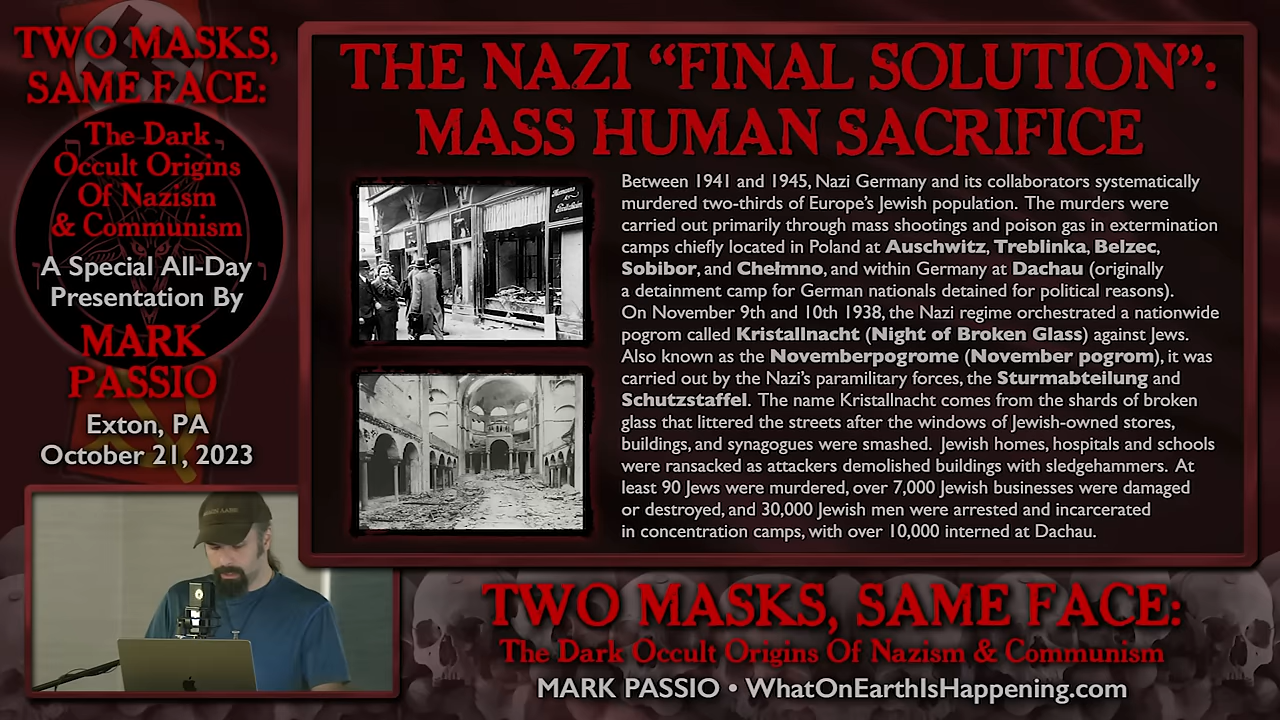 TWO MASKS,
SAME FACE:
The Dark
Occult Origins
Of Nazism
& Communism
A Special All-Day
Presentation By
MARK
PASSIO
Exton, PA
October 21, 2023
THE NAZI “FINAL SOLUTION”:
MASS HUMAN SACRIFICE
Between 1941 and 1945, Nazi Germany and its collaborators systematically
murdered two-thirds of Europe’s Jewish population. The murders were
carried out primarily through mass shootings and poison gas in extermination
camps chiefly located in Poland at Auschwitz, Treblinka, Belzec,
Sobibor, and Chełmno, and within Germany at Dachau (originally
a detainment camp for German nationals detained for political reasons).
On November 9th and 10th 1938, the Nazi regime orchestrated a nationwide
pogrom called Kristallnacht (Night of Broken Glass) against Jews.
Also known as the Novemberpogrome (November pogrom), it was
carried out by the Nazi’s paramilitary forces, the Sturmabteilung and
Schutzstaffel. The name Kristallnacht comes from the shards of broken
glass that littered the streets after the windows of Jewish-owned stores,
buildings, and synagogues were smashed. Jewish homes, hospitals and schools
were ransacked as attackers demolished buildings with sledgehammers. At
least 90 Jews were murdered, over 7,000 Jewish businesses were damaged
or destroyed, and 30,000 Jewish men were arrested and incarcerated
in concentration camps, with over 10,000 interned at Dachau.
TWO MASKS, SAME FACE:
The Dark Occult Origins Of Nazism & Communism
MARK PASSIO • WhatOnEarthIsHappening.com